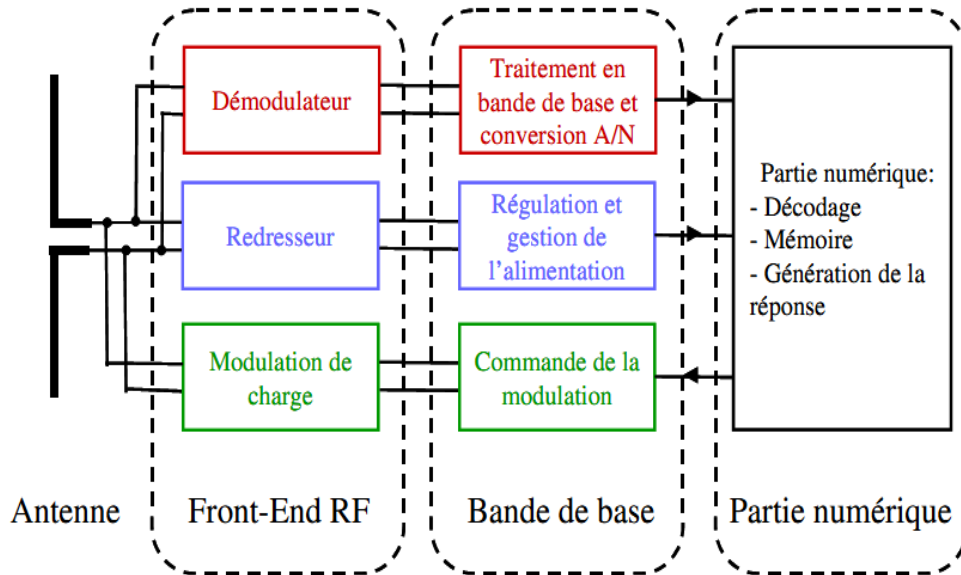 Démodulateur
Traitement en
bande de base et
conversion A/N
Redresseur
Régulation et
gestion de
l’alimentation
Modulation de
charge
Commande de la
modulation
Partie numérique:
- Décodage
- Mémoire
- Génération de la
réponse
Antenne
Front-End RF
Bande de base
Partie numérique